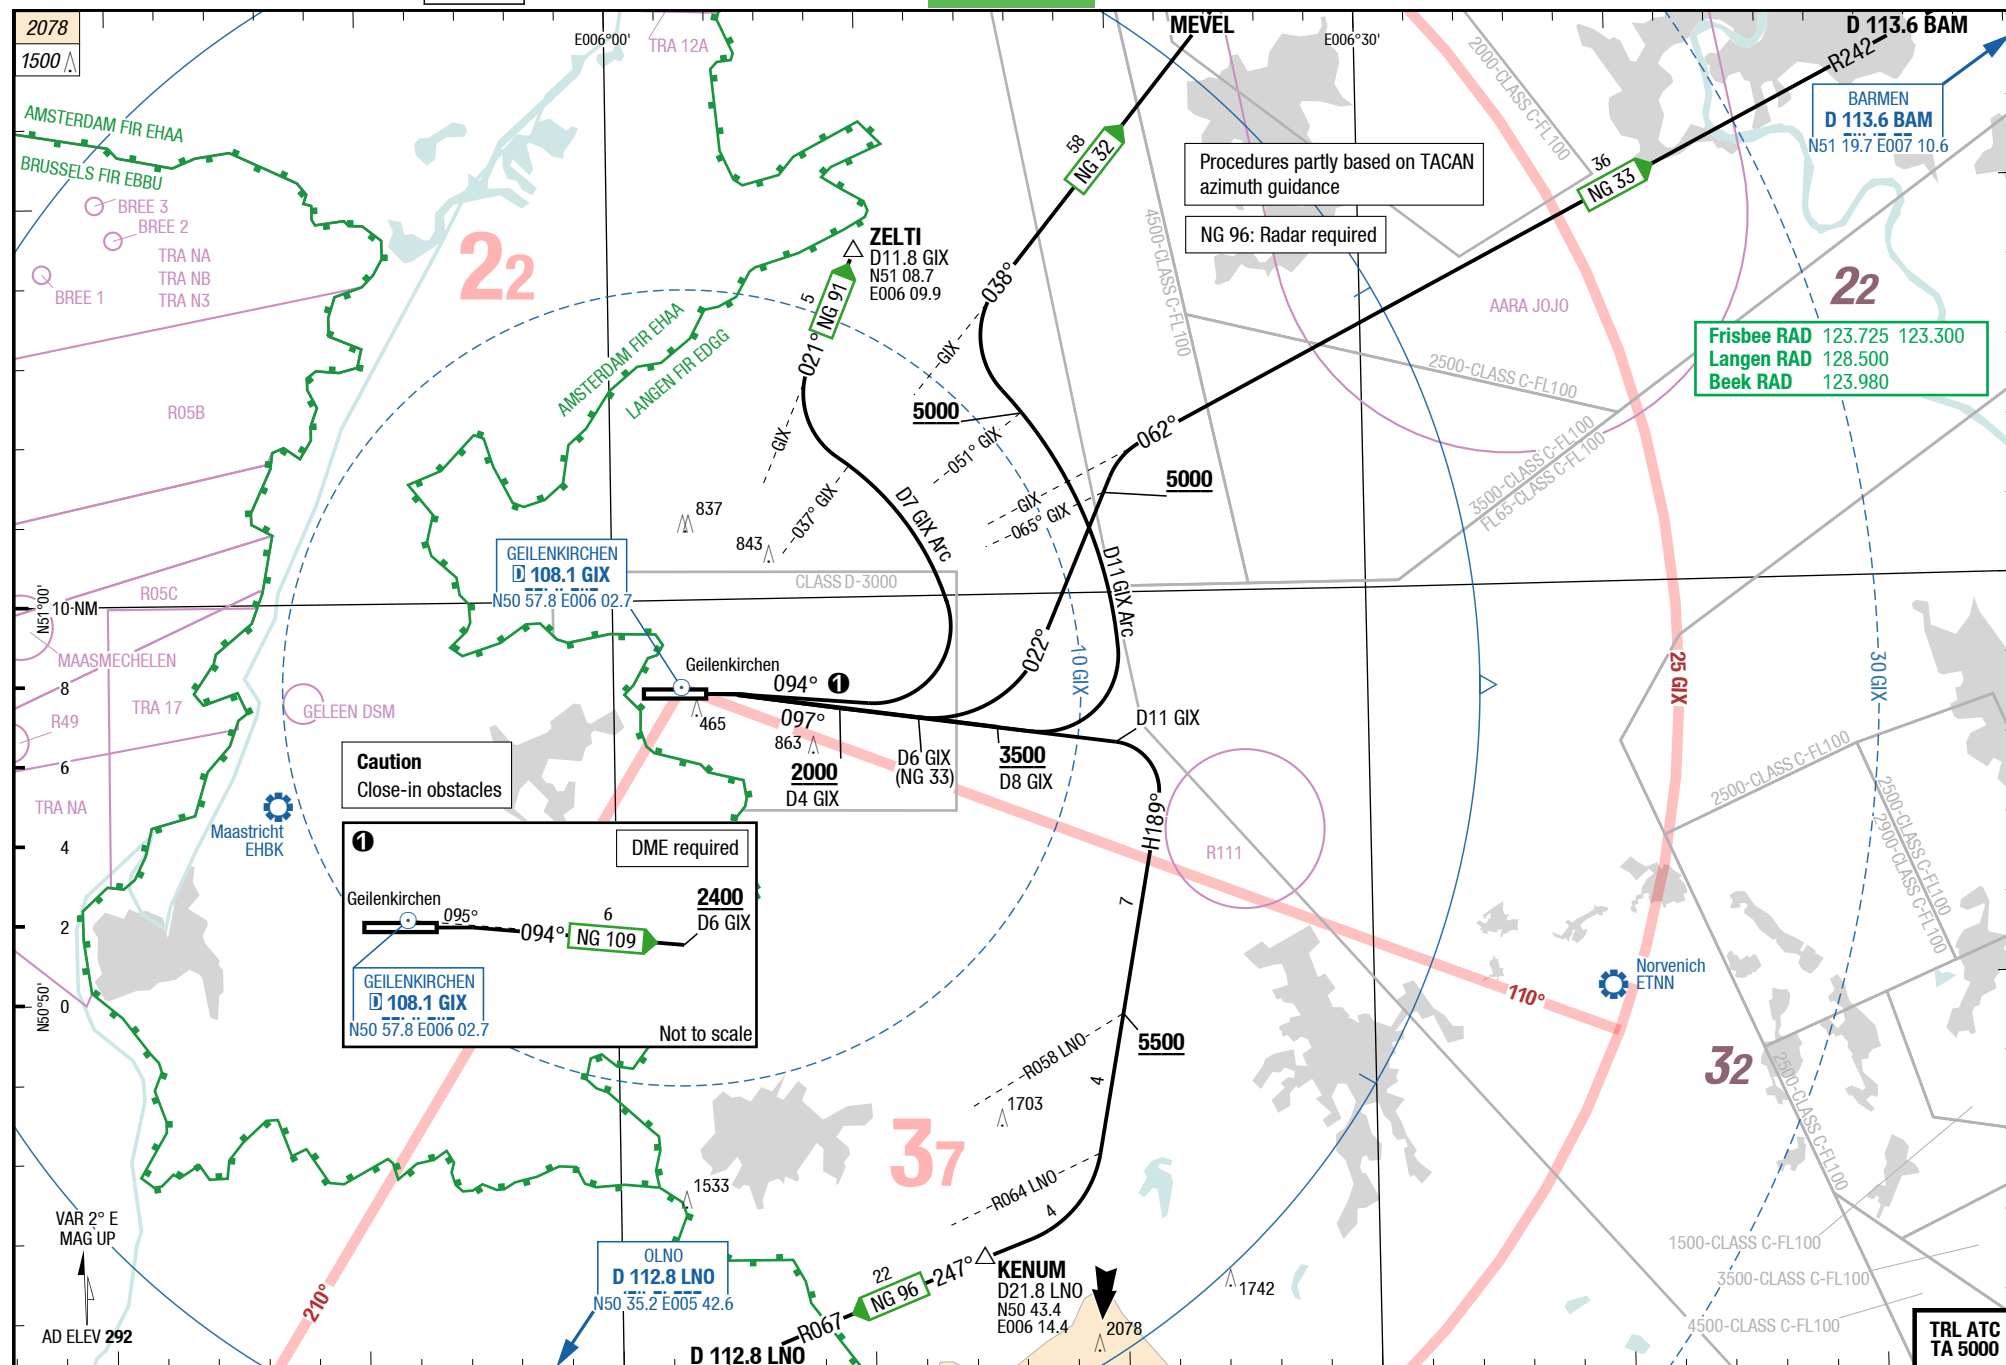 2078
1500
AMSTERDAM FIR EHAA
BRUSSELS FIR EBBU
BREE 3
BREE 2
BREE 1
TRA NA
TRA NB
TRA N3
R05B
R05C
N51°00'
10 NM
MAASMECHELEN
8
R49
TRA 17
GELEEN DSM
6
TRA NA
Maastricht
EHBK
4
2
0
N50°50'
E006°00'
TRA 12A
22
AMSTERDAM FIR EHAA
LANGEN FIR EDGG
ZELTI
D11.8 GIX
N51 08.7
E006 09.9
5
NG 91
021°
GIX
037° GIX
D7 GIX Arc
837
843
GEILENKIRCHEN
D 108.1 GIX
N50 57.8 E006 02.7
CLASS D-3000
Geilenkirchen
094° 1
097°
465
863
2000
D4 GIX
D6 GIX
(NG 33)
3500
D8 GIX
D11 GIX
10 GIX
MEVEL
58
NG 32
038°
GIX
5000
051° GIX
GIX
065° GIX
D11 GIX Arc
022°
062°
5000
E006°30'
Procedures partly based on TACAN
azimuth guidance
NG 96: Radar required
4500-CLASS C-FL100
2000-CLASS C-FL100
36
NG 33
R242
D 113.6 BAM
BARMEN
D 113.6 BAM
N51 19.7 E007 10.6
AARA JOJO
22
Frisbee RAD 123.725 123.300
Langen RAD 128.500
Beek RAD 123.980
2500-CLASS C-FL100
3500-CLASS C-FL100
FL65-CLASS C-FL100
25 GIX
30 GIX
2500-CLASS C-FL100
2500-CLASS C-FL100
2900-CLASS C-FL100
R111
H189°
7
Caution
Close-in obstacles
1
DME required
Geilenkirchen
095°
094°
6
NG 109
2400
D6 GIX
GEILENKIRCHEN
D 108.1 GIX
N50 57.8 E006 02.7
Not to scale
110°
Norvenich
ETNN
32
2500-CLASS C-FL100
5500
R058 LNO
4
1703
37
R064 LNO
4
1533
VAR 2° E
MAG UP
AD ELEV 292
210°
OLNO
D 112.8 LNO
N50 35.2 E005 42.6
22
NG 96
247°
R067
D 112.8 LNO
KENUM
D21.8 LNO
N50 43.4
E006 14.4
2078
1742
1500-CLASS C-FL100
3500-CLASS C-FL100
4500-CLASS C-FL100
TRL ATC
TA 5000